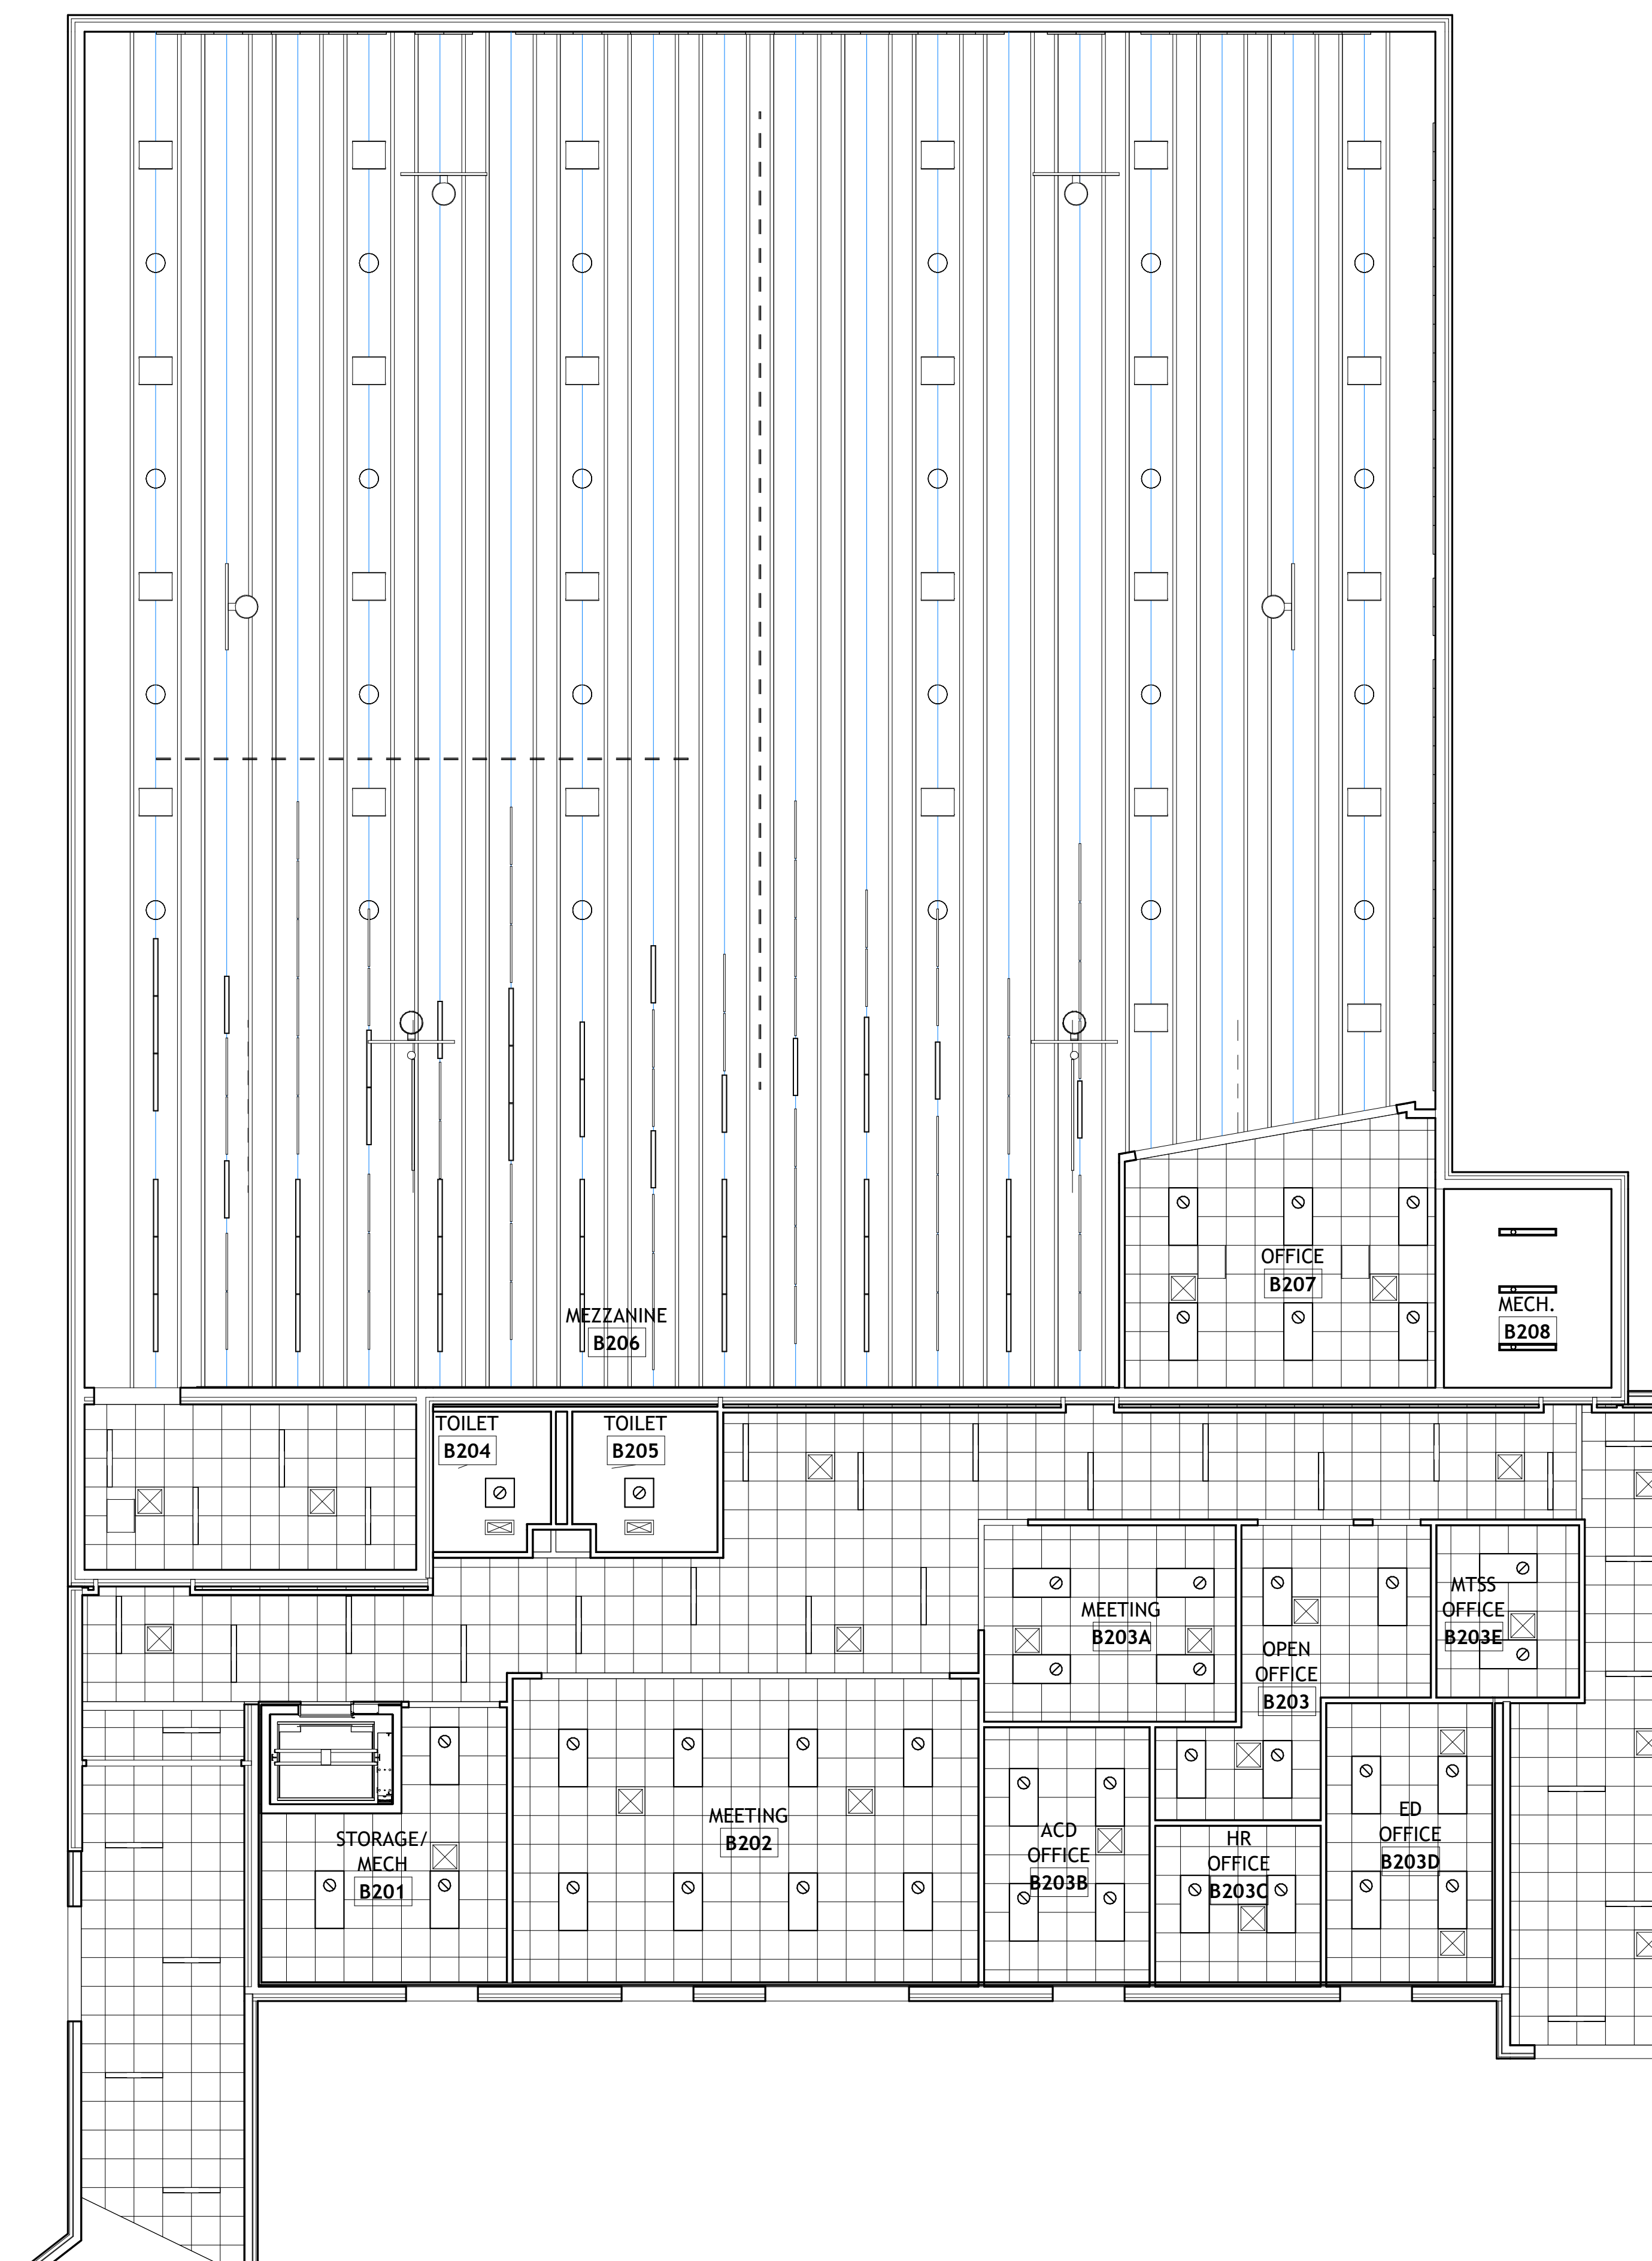 OFFICE
B207
MECH.
B208
MEZZANINE
B206
TOILET
B204
TOILET
B205
MEETING
B203A
MTSS
OFFICE
B203E
OPEN
OFFICE
B203
STORAGE/
MECH
B201
MEETING
B202
ACD
OFFICE
B203B
HR
OFFICE
B203C
ED
OFFICE
B203D